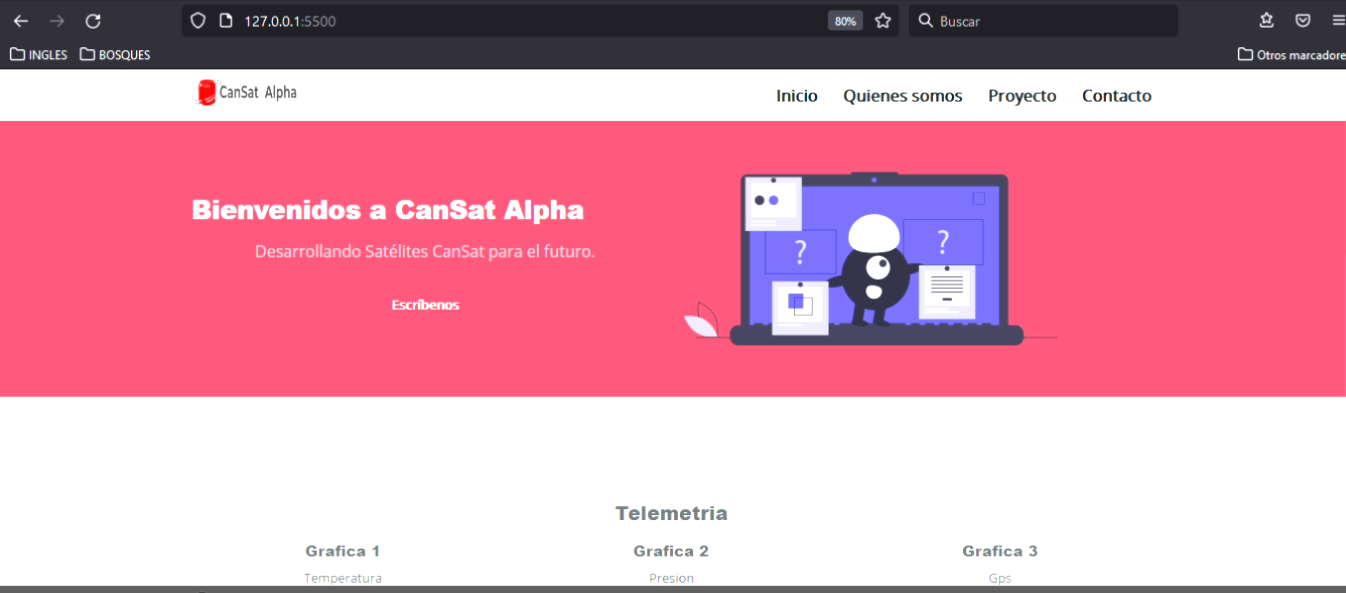 127.0.0.1:5500
80%
Buscar
INGLES
BOSQUES
Otros marcadore
CanSat Alpha
Inicio
Quienes somos
Proyecto
Contacto
Bienvenidos a CanSat Alpha
Desarrollando Satélites CanSat para el futuro.
Escríbenos
?
?
Telemetria
Grafica 1
Grafica 2
Grafica 3
Temperatura
Presion
Gps